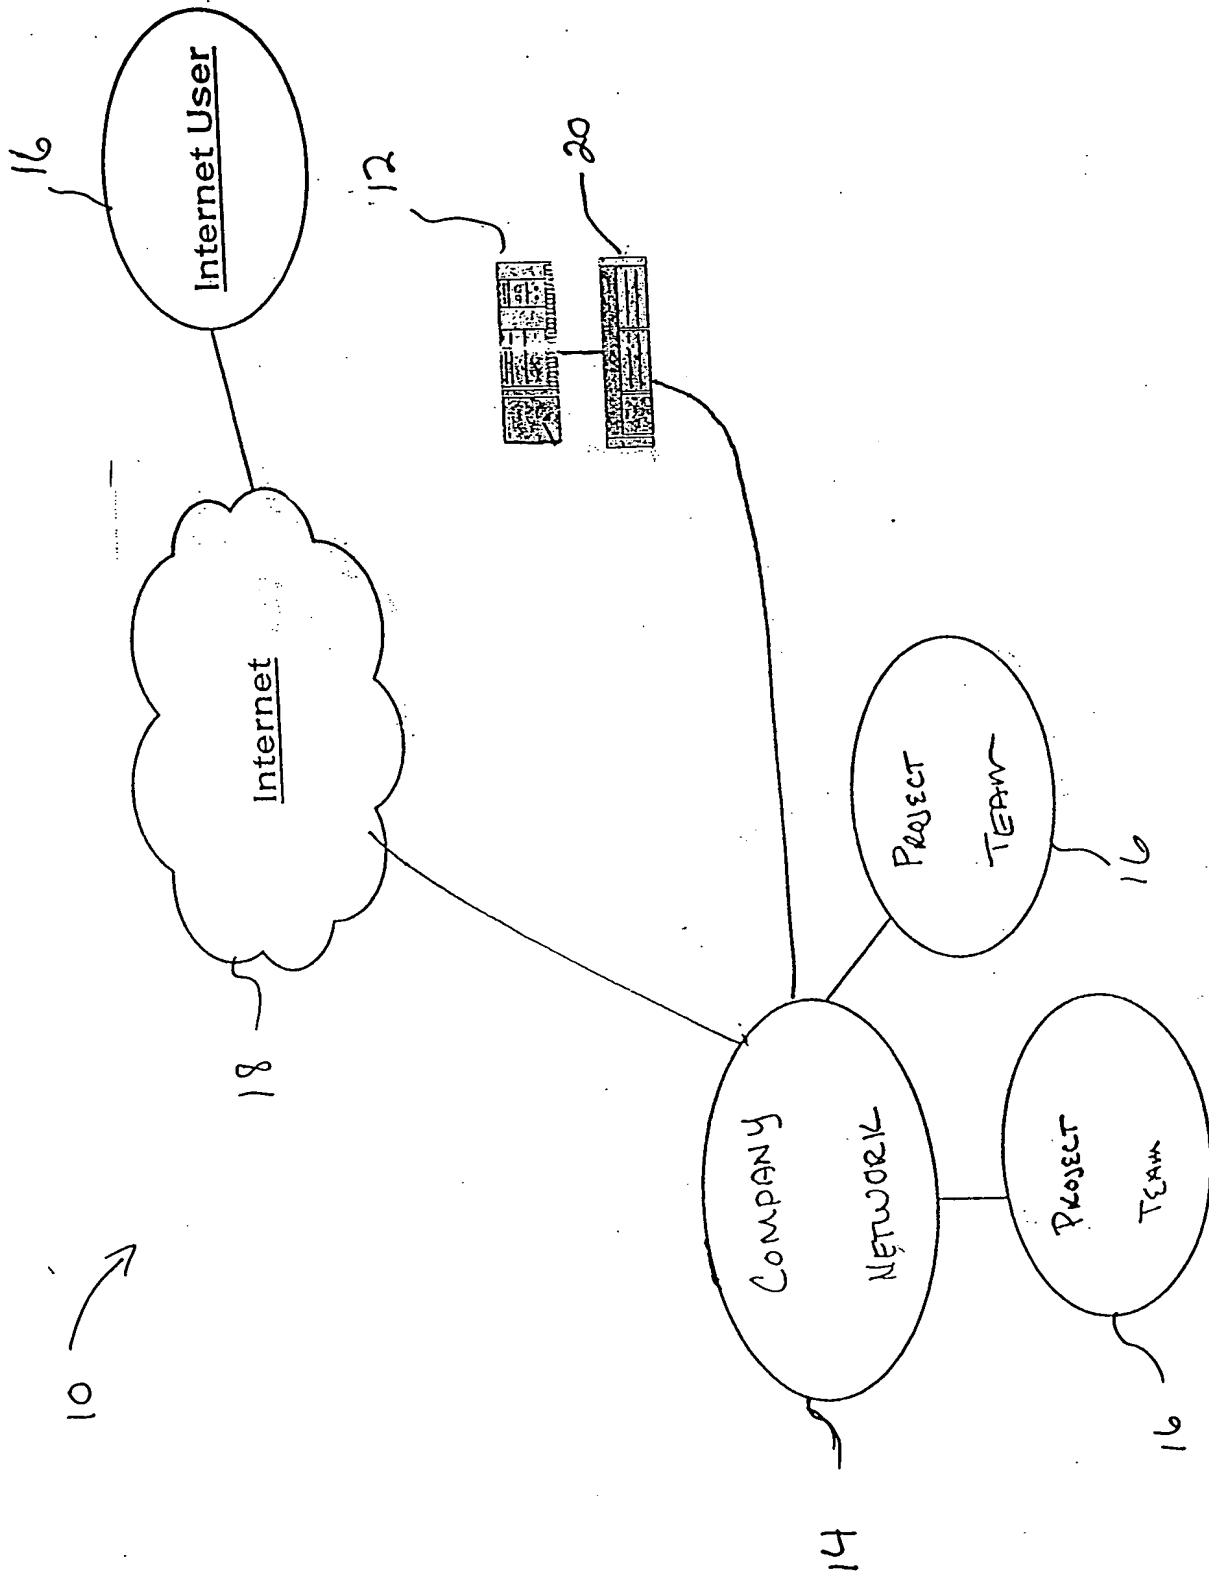 10
18
Internet
16
Internet User
12
20
14
COMPANY
NETWORK
PROJECT
TEAM
16
PROJECT
TEAM
16